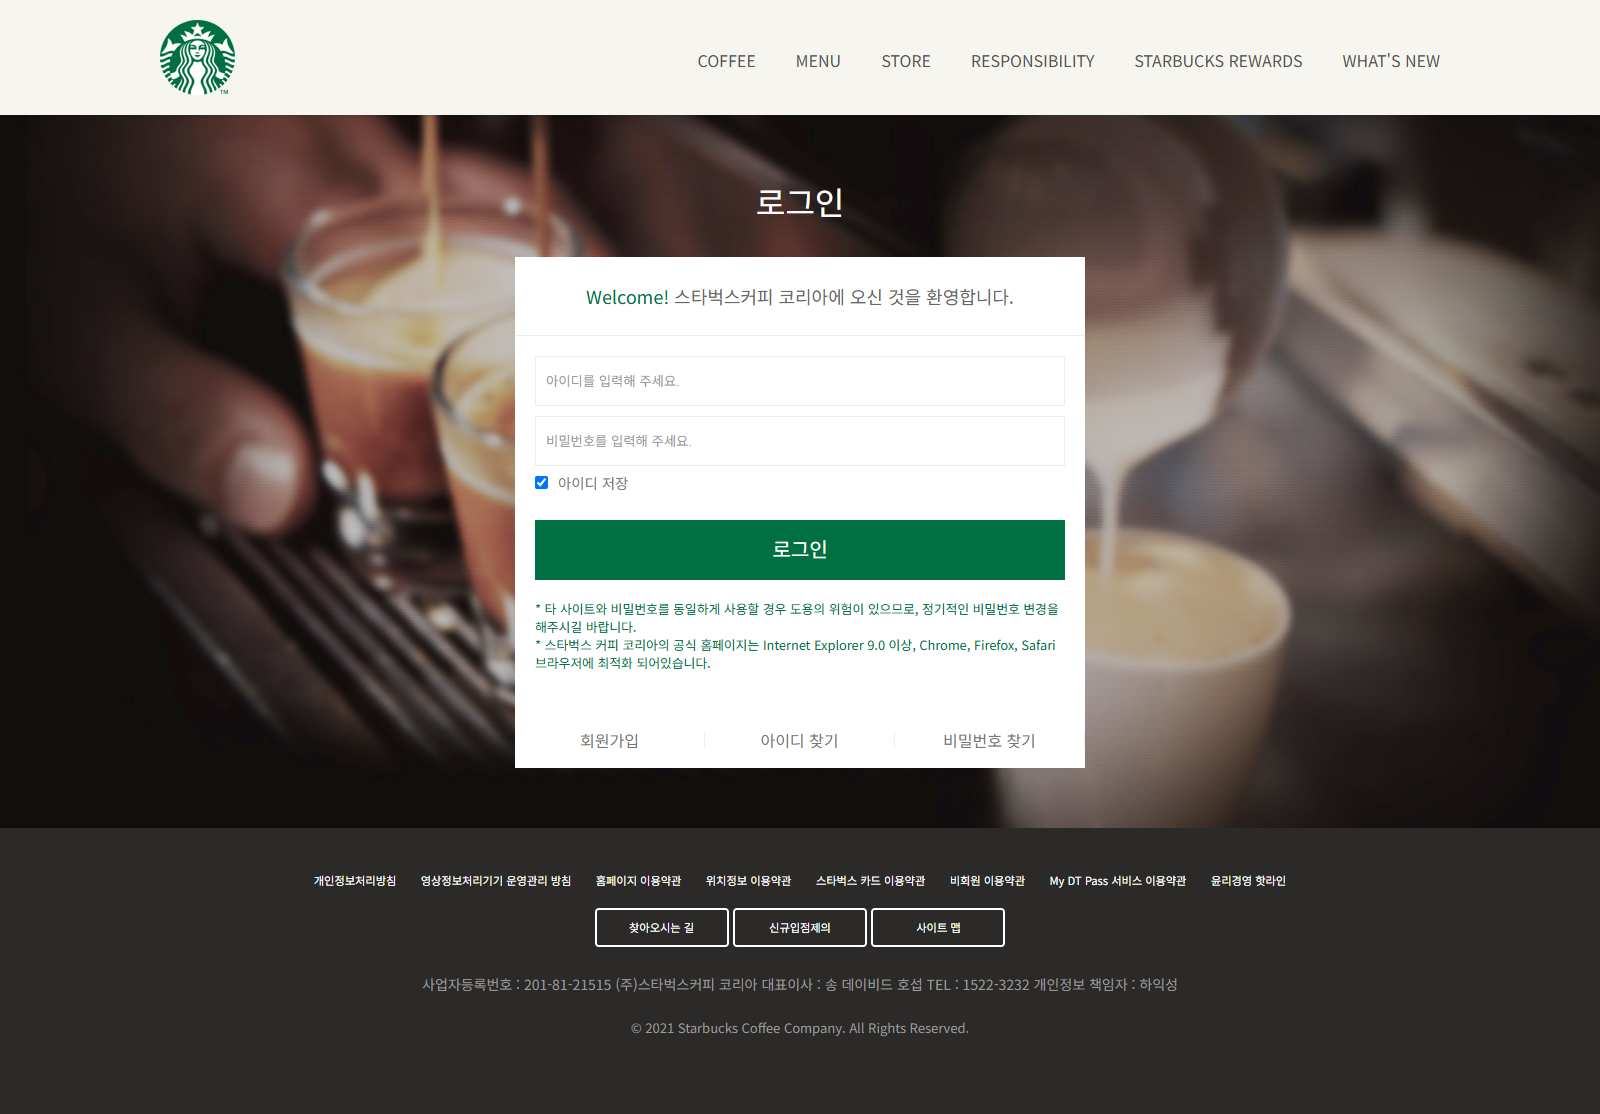 TM
COFFEE MENU STORE RESPONSIBILITY STARBUCKS REWARDS WHAT'S NEW
로그인
Welcome! 스타벅스커피 코리아에 오신 것을 환영합니다.
아이디를 입력해 주세요.
비밀번호를 입력해 주세요.
아이디 저장
로그인
* 타 사이트와 비밀번호를 동일하게 사용할 경우 도용의 위험이 있으므로, 정기적인 비밀번호 변경을
해주시길 바랍니다.
* 스타벅스 커피 코리아의 공식 홈페이지는 Internet Explorer 9.0 이상, Chrome, Firefox, Safari
브라우저에 최적화 되어있습니다.
회원가입 아이디 찾기 비밀번호 찾기
개인정보처리방침 영상정보처리기기 운영관리 방침 홈페이지 이용약관 위치정보 이용약관 스타벅스 카드 이용약관 비회원 이용약관 My DT Pass 서비스 이용약관 윤리경영 핫라인
찾아오시는 길 신규입점제의 사이트 맵
사업자등록번호 : 201-81-21515 (주)스타벅스커피 코리아 대표이사 : 송 데이비드 호섭 TEL : 1522-3232 개인정보 책임자 : 하익성
© 2021 Starbucks Coffee Company. All Rights Reserved.